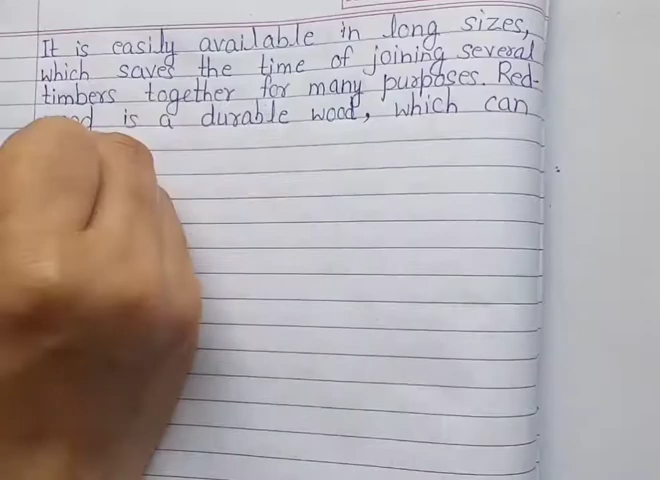 It is easily available in long sizes,
which saves the time of joining several
timbers together for many purposes. Red-
is a durable wood, which can